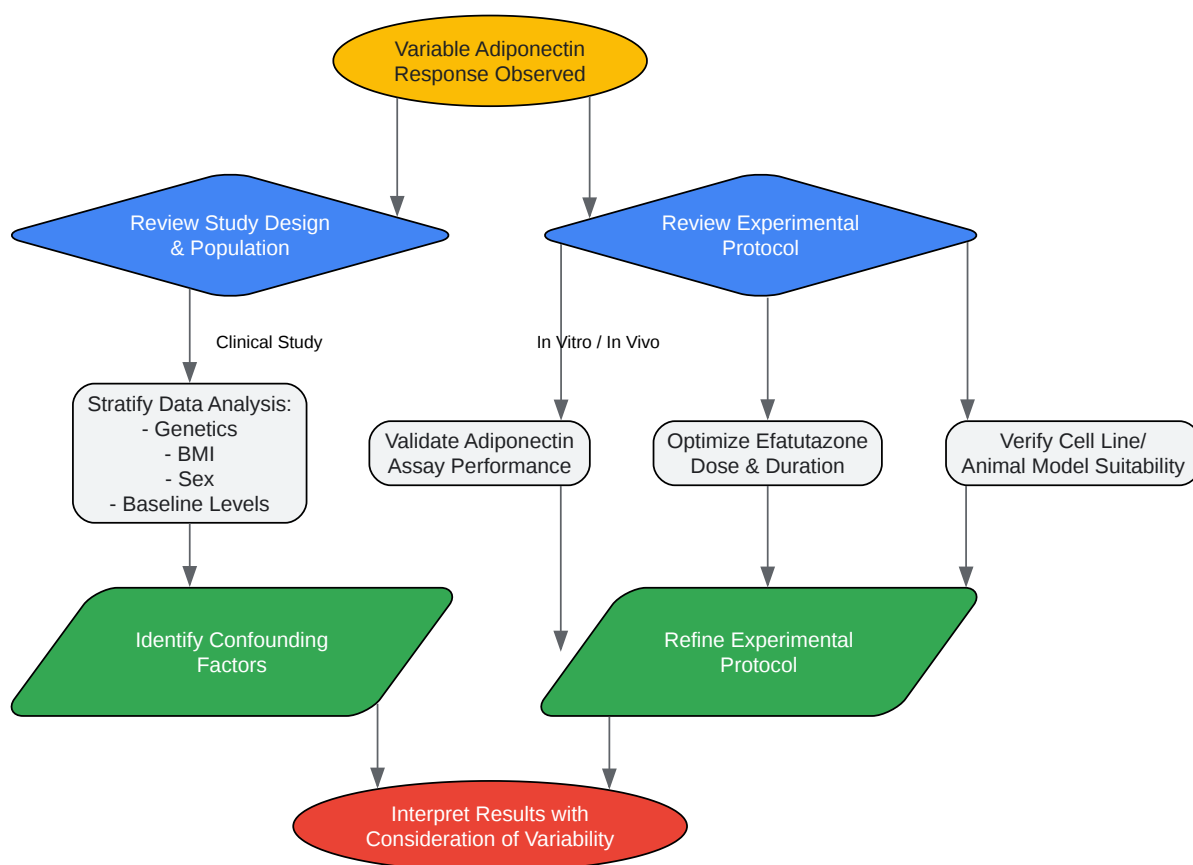 Variable Adiponectin
Response Observed
Review Study Design
& Population
Review Experimental
Protocol
Clinical Study
In Vitro / In Vivo
Stratify Data Analysis:
- Genetics
- BMI
- Sex
- Baseline Levels
Validate Adiponectin
Assay Performance
Optimize Efatutazone
Dose & Duration
Verify Cell Line/
Animal Model Suitability
Identify Confounding
Factors
Refine Experimental
Protocol
Interpret Results with
Consideration of Variability